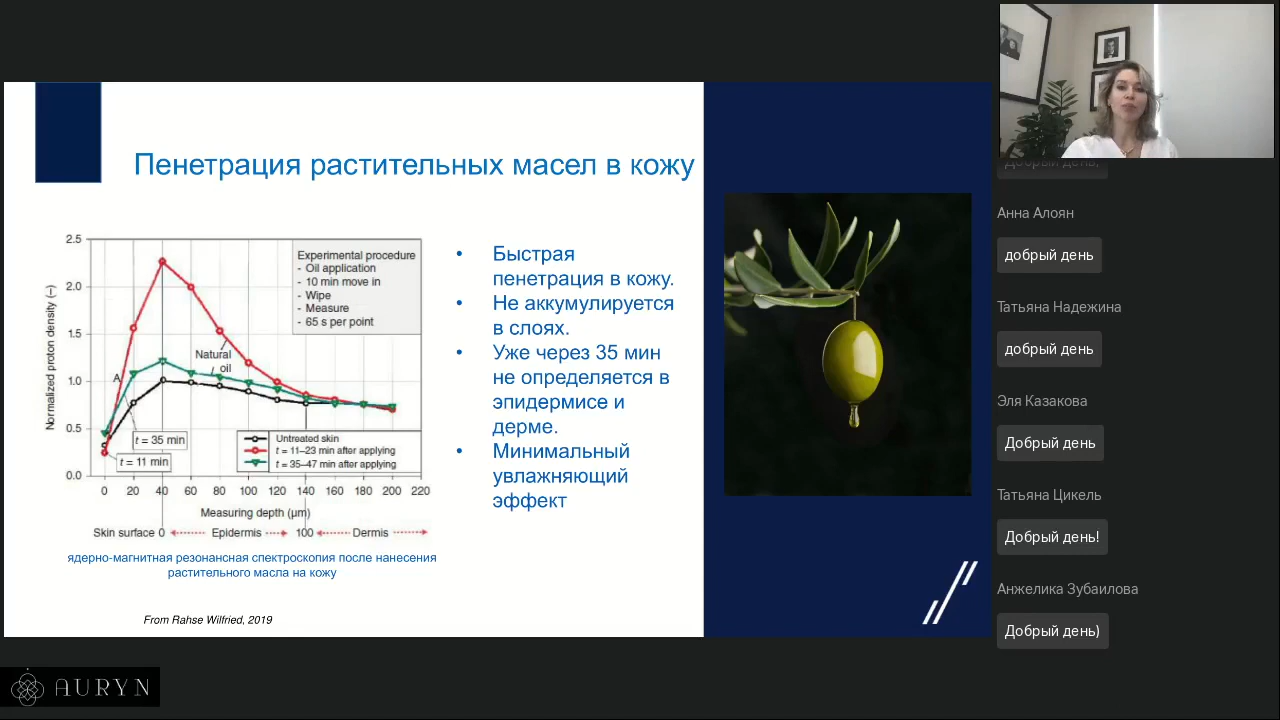 Пенетрация растительных масел в кожу
2.5
2.0
1.5
1.0
0.5
0.0
Normalized proton density (–)
Experimental procedure
- Oil application
- 10 min move in
- Wipe
- Measure
- 65 s per point
Natural
oil
A
t = 35 min
t = 11 min
Untreated skin
t = 11–23 min after applying
t = 35–47 min after applying
0 20 40 60 80 100 120 140 160 180 200 220
Measuring depth (µm)
Skin surface 0 Epidermis 100 Dermis
ядерно-магнитная резонансная спектроскопия после нанесения
растительного масла на кожу
From Rahse Wilfried, 2019
• Быстрая
пенетрация в кожу.
• Не аккумулируется
в слоях.
• Уже через 35 мин
не определяется в
эпидермисе и
дерме.
• Минимальный
увлажняющий
эффект
AURYN
Добрый день,
Анна Алоян
добрый день
Татьяна Надежина
добрый день
Эля Казакова
Добрый день
Татьяна Цикель
Добрый день!
Анжелика Зубаилова
Добрый день)